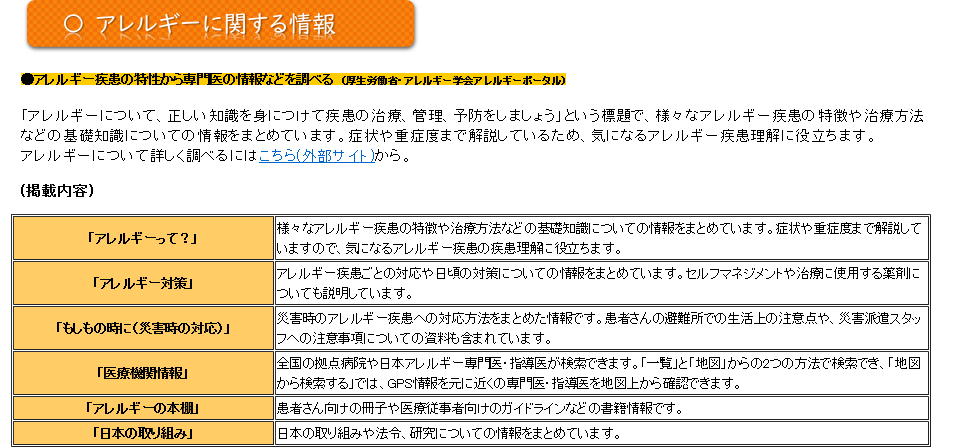 ○ アレルギーに関する情報
●アレルギー疾患の特性から専門医の情報などを調べる （厚生労働省・アレルギー学会アレルギーポータル）
「アレルギーについて、正しい知識を身につけて疾患の治療、管理、予防をしましょう」という標題で、様々なアレルギー疾患の特徴や治療方法
などの基礎知識についての情報をまとめています。症状や重症度まで解説しているため、気になるアレルギー疾患理解に役立ちます。
アレルギーについて詳しく調べるにはこちら(外部サイト)から。
（掲載内容）
「アレルギーって？」
様々なアレルギー疾患の特徴や治療方法などの基礎知識についての情報をまとめています。症状や重症度まで解説して
いますので、気になるアレルギー疾患の疾患理解に役立ちます。
「アレルギー対策」
アレルギー疾患ごとの対応や日頃の対策についての情報をまとめています。セルフマネジメントや治療に使用する薬剤に
ついても説明しています。
「もしもの時に（災害時の対応）」
災害時のアレルギー疾患への対応方法をまとめた情報です。患者さんの避難所での生活上の注意点や、災害派遣スタッ
フへの注意事項についての資料も含まれています。
「医療機関情報」
全国の拠点病院や日本アレルギー専門医・指導医が検索できます。「一覧」と「地図」からの2つの方法で検索でき、「地図
から検索する」では、GPS情報を元に近くの専門医・指導医を地図上から確認できます。
「アレルギーの本棚」
患者さん向けの冊子や医療従事者向けのガイドラインなどの書籍情報です。
「日本の取り組み」
日本の取り組みや法令、研究についての情報をまとめています。